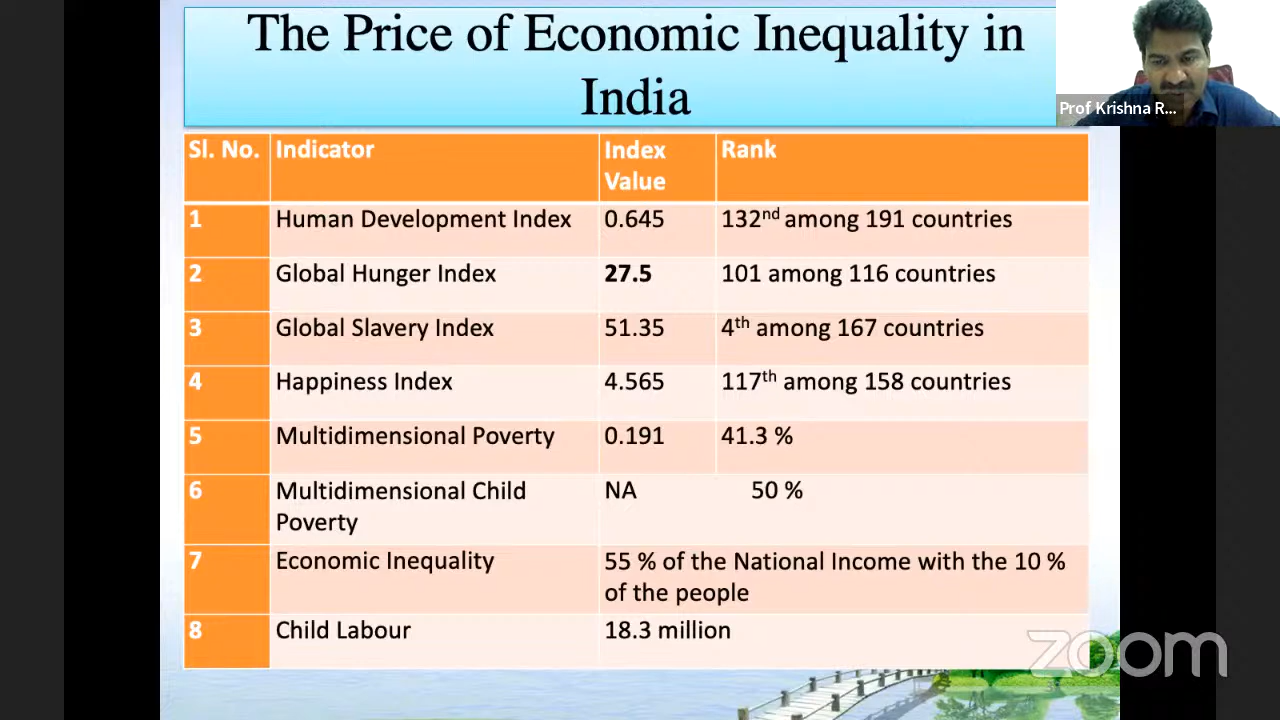 The Price of Economic Inequality in
India
Prof Krishna R...
Sl. No. Indicator Index Value Rank
1 Human Development Index 0.645 132nd among 191 countries
2 Global Hunger Index 27.5 101 among 116 countries
3 Global Slavery Index 51.35 4th among 167 countries
4 Happiness Index 4.565 117th among 158 countries
5 Multidimensional Poverty 0.191 41.3 %
6 Multidimensional Child Poverty NA 50 %
7 Economic Inequality 55 % of the National Income with the 10 % of the people
8 Child Labour 18.3 million
zoom